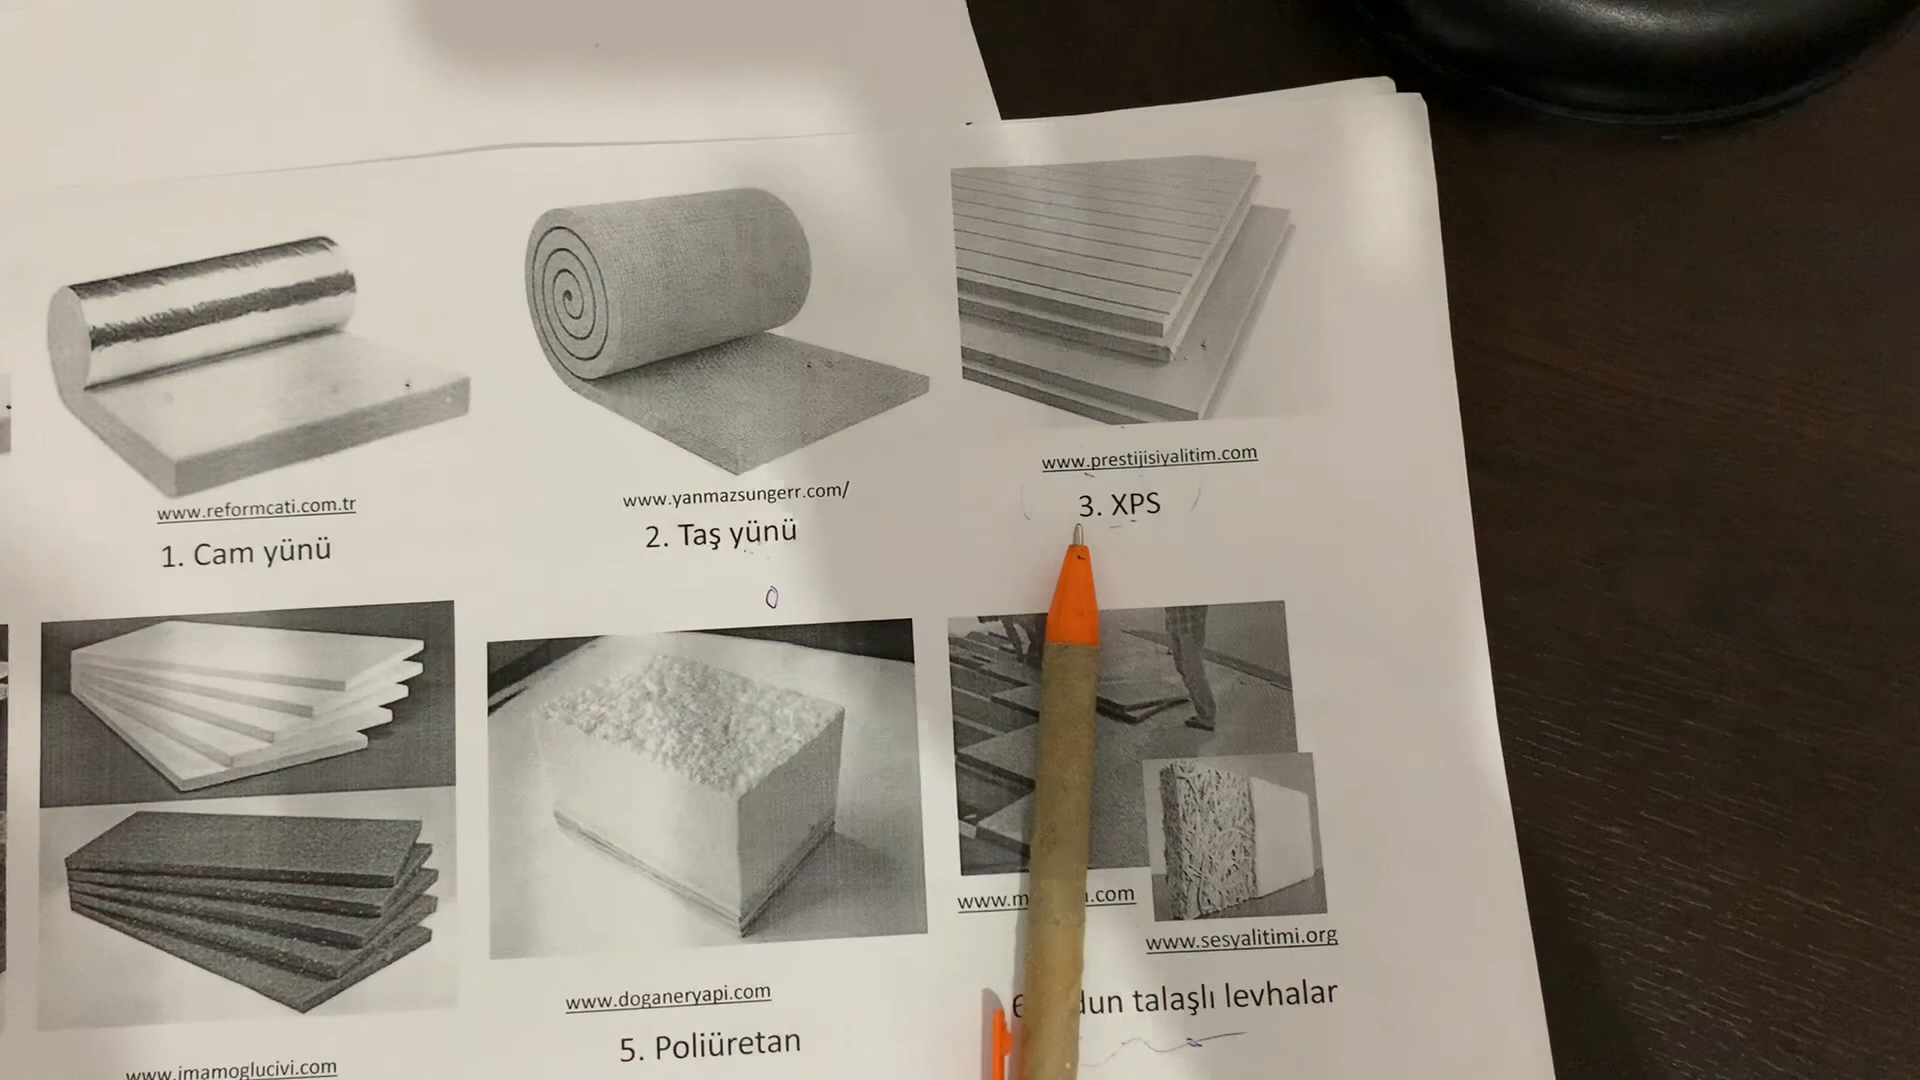 www.reformcati.com.tr
1. Cam yünü
www.yanmazsungerr.com/
2. Taş yünü
www.prestijisiyalitim.com
3. XPS
www.imamoglucivi.com
www.doganeryapi.com
5. Poliüretan
.com
www.sesyalitimi.org
talaşlı levhalar